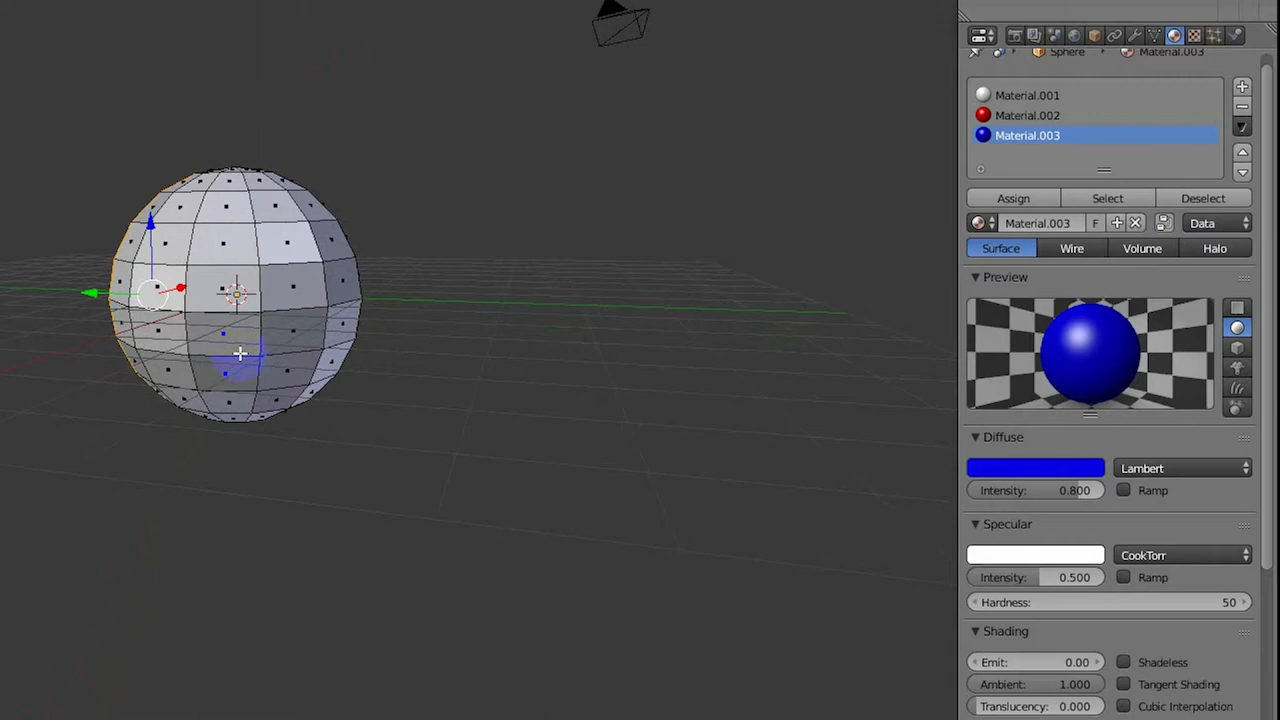 Sphere Material.003
Material.001
Material.002
Material.003
Assign Select Deselect
Material.003 F Data
Surface Wire Volume Halo
Preview
Diffuse
Lambert
Intensity: 0.800 Ramp
Specular
CookTorr
Intensity: 0.500 Ramp
Hardness: 50
Shading
Emit: 0.00 Shadeless
Ambient: 1.000 Tangent Shading
Translucency: 0.000 Cubic Interpolation